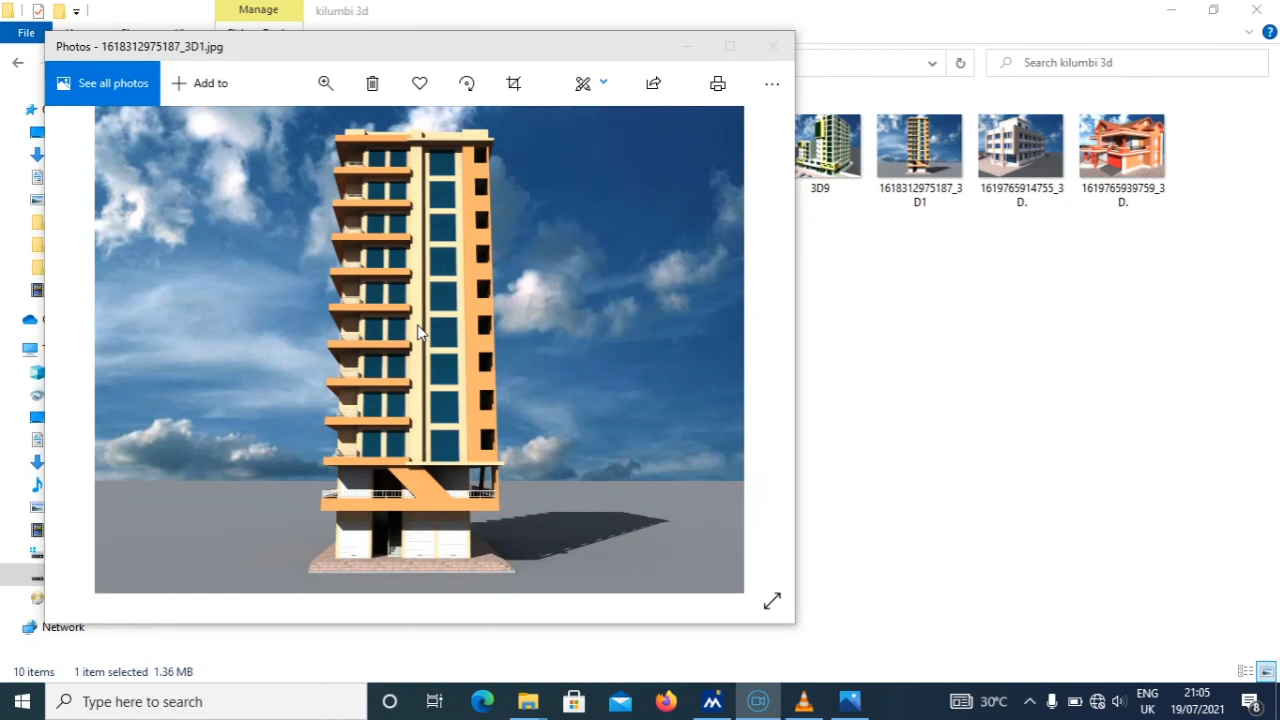 Manage
kilumbi 3d
File
Photos - 1618312975187_3D1.jpg
See all photos
Add to
Search kilumbi 3d
3D9
1618312975187_3
D1
1619765914755_3
D.
1619765939759_3
D.
Network
10 items
1 item selected 1.36 MB
Type here to search
30°C
ENG
UK
21:05
19/07/2021
8